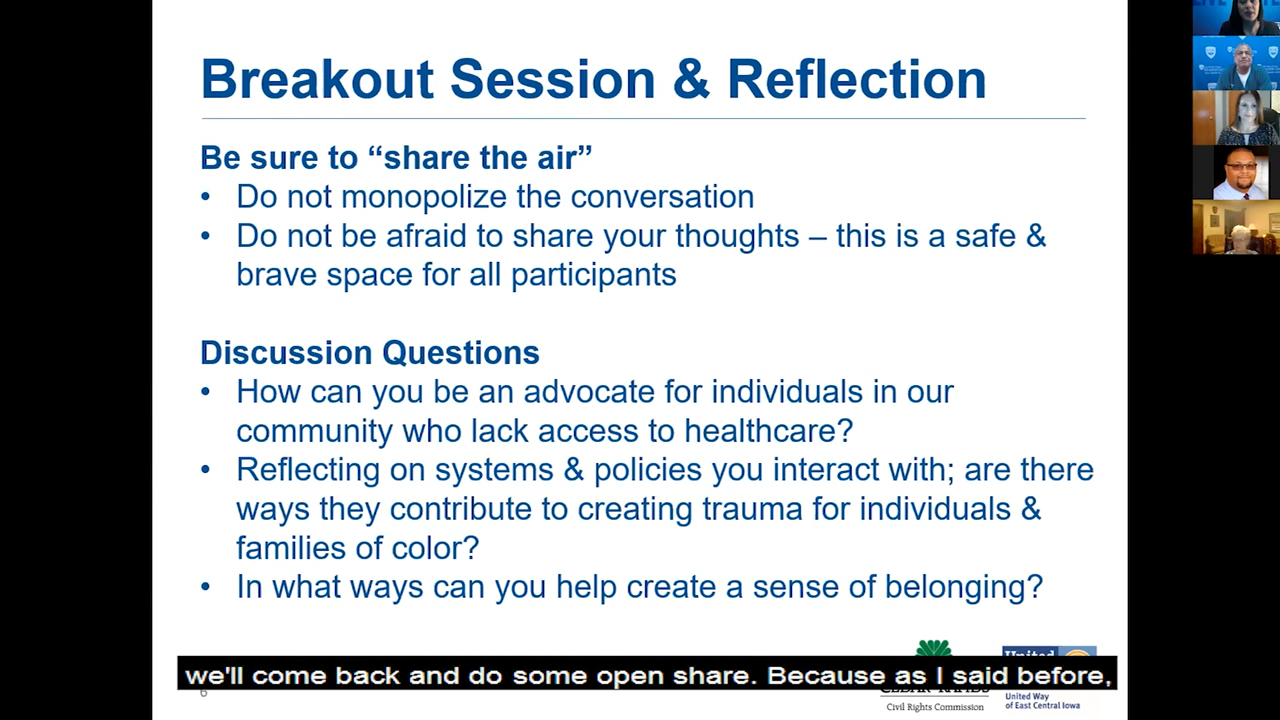 Breakout Session & Reflection
Be sure to “share the air”
• Do not monopolize the conversation
• Do not be afraid to share your thoughts – this is a safe &
brave space for all participants
Discussion Questions
• How can you be an advocate for individuals in our
community who lack access to healthcare?
• Reflecting on systems & policies you interact with; are there
ways they contribute to creating trauma for individuals &
families of color?
• In what ways can you help create a sense of belonging?
we'll come back and do some open share. Because as I said before,
6
CEDAR RAPIDS
Civil Rights Commission
United
United Way
of East Central Iowa